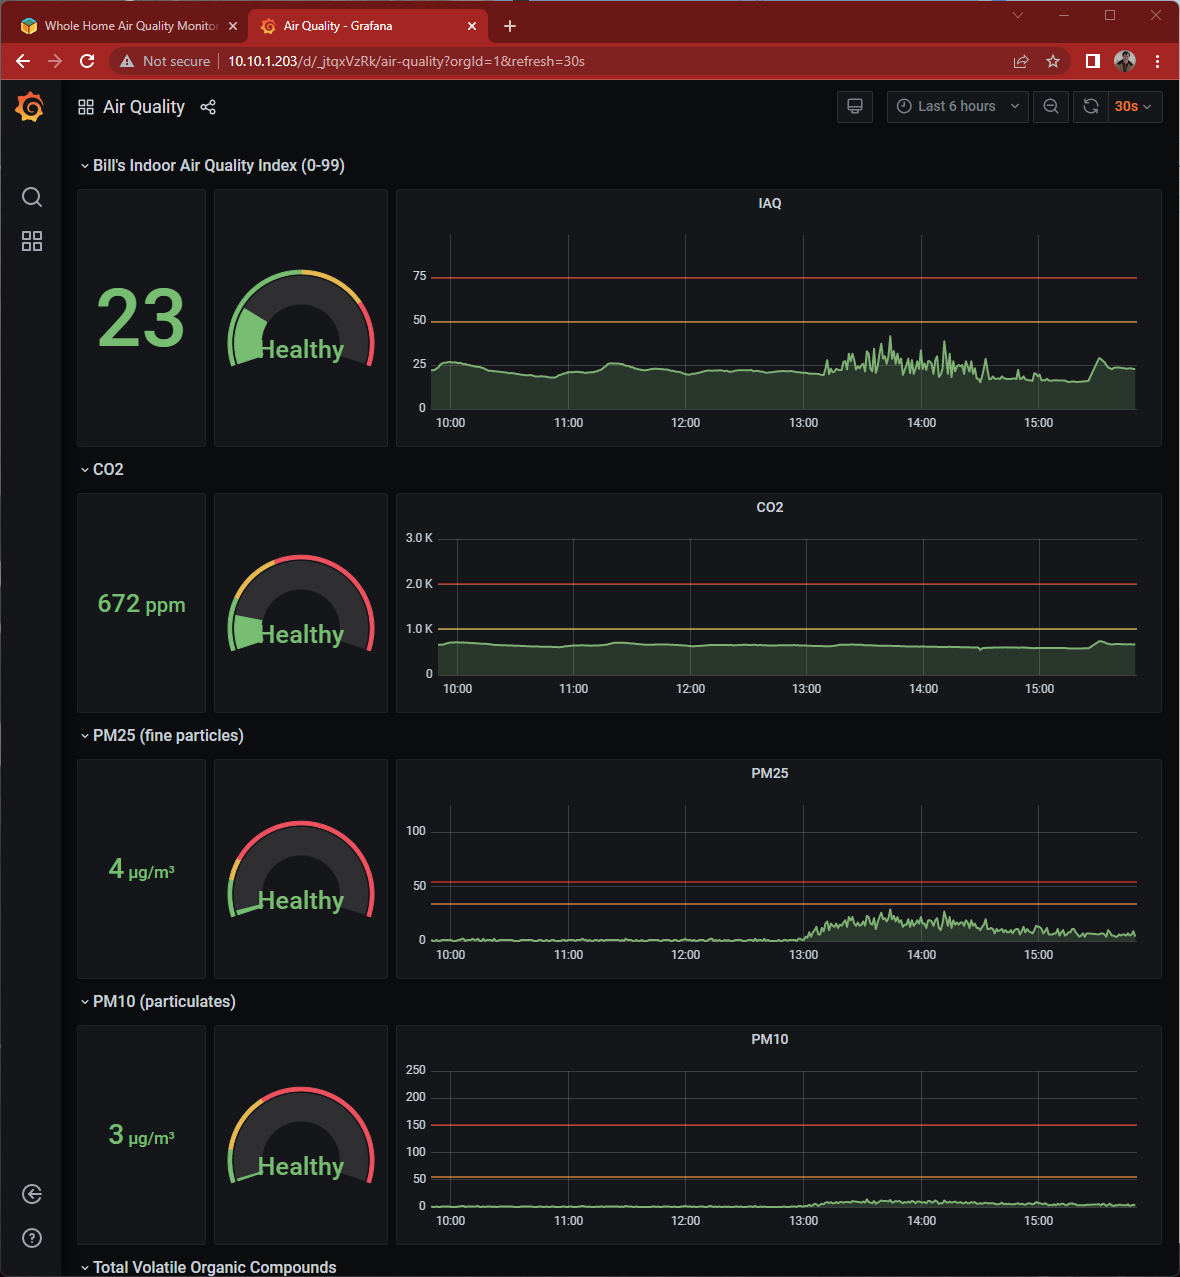 Whole Home Air Quality Monitor
Air Quality - Grafana
Not secure
10.10.1.203/d/_jtqxVzRk/air-quality?orgId=1&refresh=30s
Air Quality
Last 6 hours
30s
Bill's Indoor Air Quality Index (0-99)
23
Healthy
IAQ
75
50
25
0
10:00 11:00 12:00 13:00 14:00 15:00
CO2
672 ppm
Healthy
CO2
3.0 K
2.0 K
1.0 K
0
10:00 11:00 12:00 13:00 14:00 15:00
PM25 (fine particles)
4 µg/m³
Healthy
PM25
100
50
0
10:00 11:00 12:00 13:00 14:00 15:00
PM10 (particulates)
3 µg/m³
Healthy
PM10
250
200
150
100
50
0
10:00 11:00 12:00 13:00 14:00 15:00
Total Volatile Organic Compounds